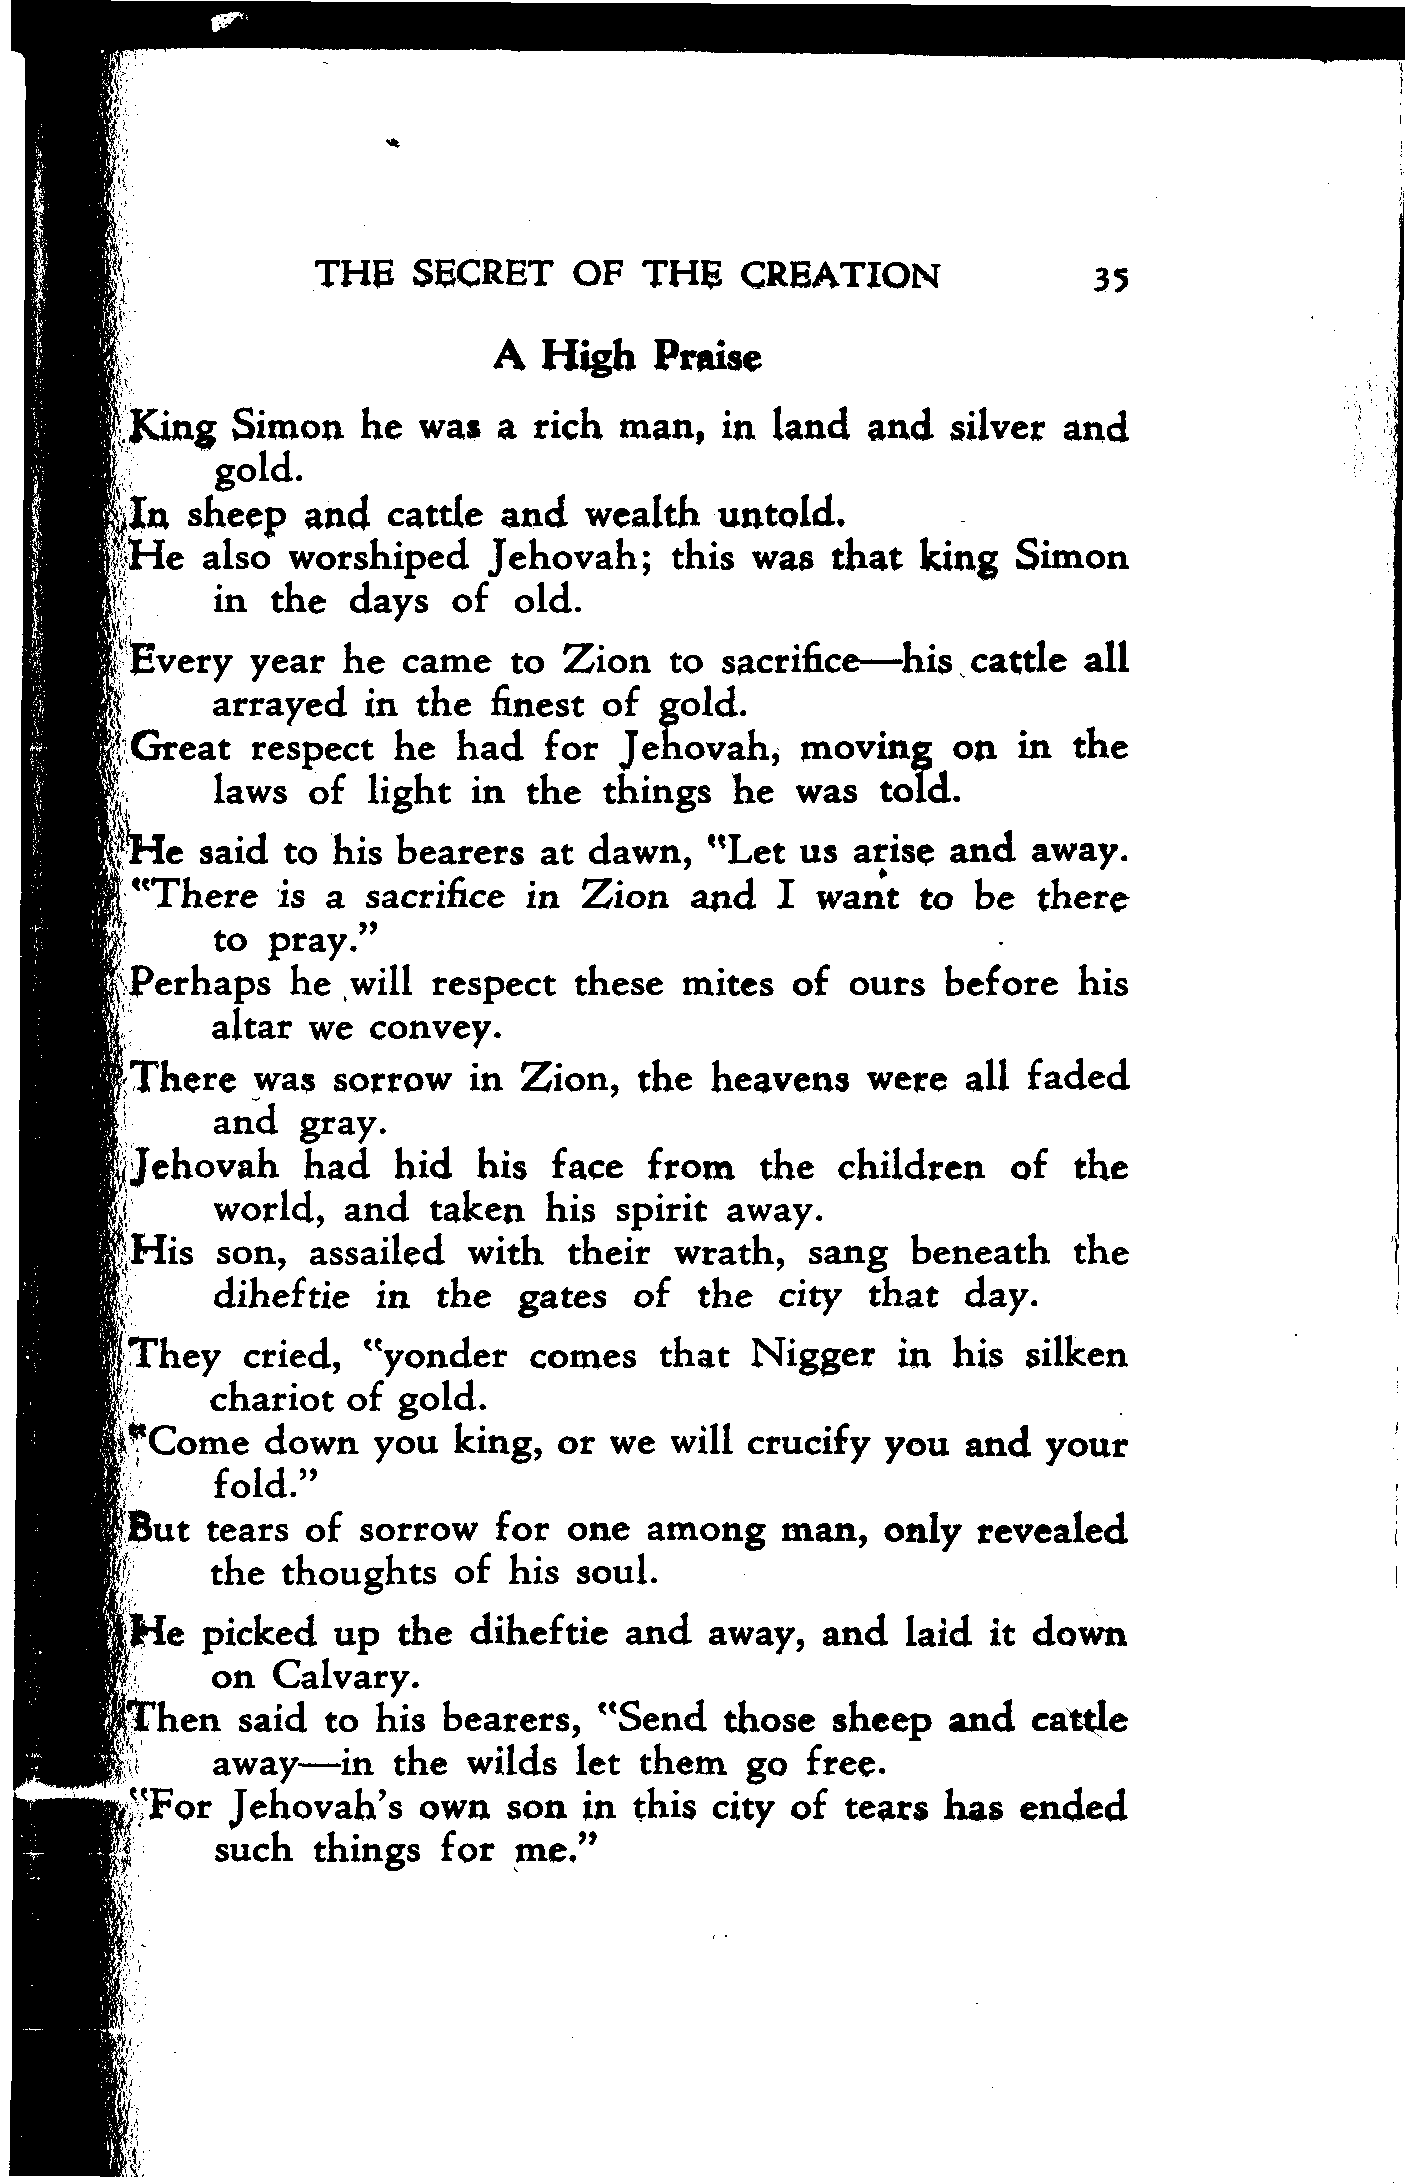 THE SECRET OF THE CREATION 35
A High Praise
King Simon he was a rich man, in land and silver and
gold.
In sheep and cattle and wealth untold.
He also worshiped Jehovah; this was that king Simon
in the days of old.
Every year he came to Zion to sacrifice—his cattle all
arrayed in the finest of gold.
Great respect he had for Jehovah, moving on in the
laws of light in the things he was told.
He said to his bearers at dawn, "Let us arise and away.
"There is a sacrifice in Zion and I want to be there
to pray."
Perhaps he will respect these mites of ours before his
altar we convey.
There was sorrow in Zion, the heavens were all faded
and gray.
Jehovah had hid his face from the children of the
world, and taken his spirit away.
His son, assailed with their wrath, sang beneath the
diheftie in the gates of the city that day.
They cried, "yonder comes that Nigger in his silken
chariot of gold.
"Come down you king, or we will crucify you and your
fold."
But tears of sorrow for one among man, only revealed
the thoughts of his soul.
He picked up the diheftie and away, and laid it down
on Calvary.
Then said to his bearers, "Send those sheep and cattle
away—in the wilds let them go free.
"For Jehovah's own son in this city of tears has ended
such things for me."